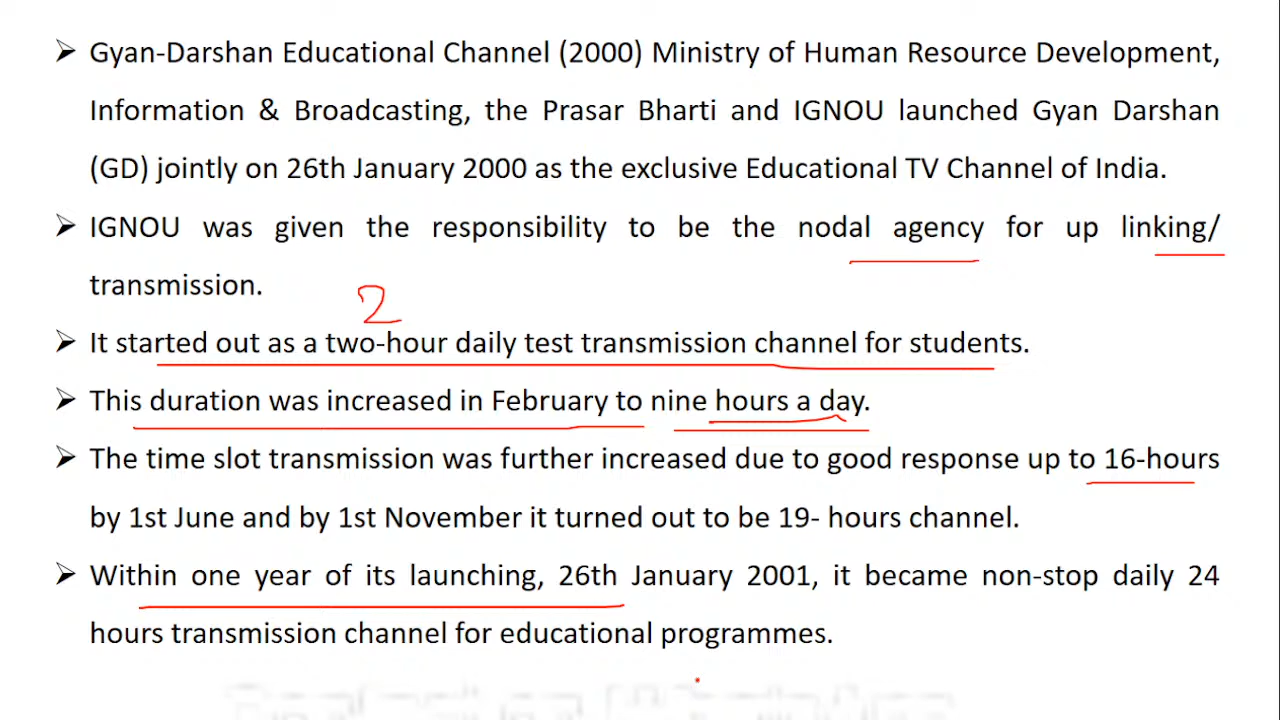 ➢ Gyan-Darshan Educational Channel (2000) Ministry of Human Resource Development,
Information & Broadcasting, the Prasar Bharti and IGNOU launched Gyan Darshan
(GD) jointly on 26th January 2000 as the exclusive Educational TV Channel of India.
➢ IGNOU was given the responsibility to be the nodal agency for up linking/
transmission.
2
➢ It started out as a two-hour daily test transmission channel for students.
➢ This duration was increased in February to nine hours a day.
➢ The time slot transmission was further increased due to good response up to 16-hours
by 1st June and by 1st November it turned out to be 19- hours channel.
➢ Within one year of its launching, 26th January 2001, it became non-stop daily 24
hours transmission channel for educational programmes.